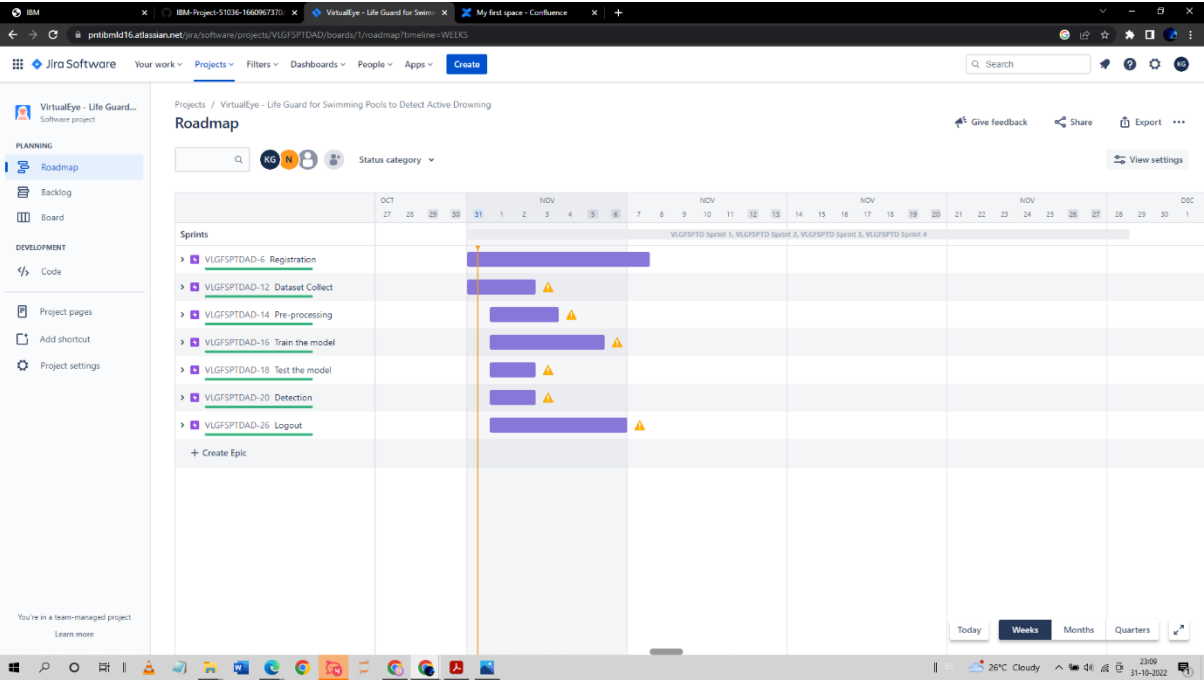 IBM
IBM-Project-51036-1660967370/
VirtualEye - Life Guard for Swimm
My first space - Confluence
pntibmld16.atlassian.net/jira/software/projects/VLGFSPTDAD/boards/1/roadmap?timeline=WEEKS
Jira Software Your work Projects Filters Dashboards People Apps Create Search KG
VirtualEye - Life Guard...
Software project
PLANNING
Roadmap
Backlog
Board
DEVELOPMENT
Code
Project pages
Add shortcut
Project settings
You're in a team-managed project
Learn more
Projects / VirtualEye - Life Guard for Swimming Pools to Detect Active Drowning
Roadmap
Give feedback Share Export
KG N Status category View settings
OCT NOV NOV NOV NOV DEC
27 28 29 30 31 1 2 3 4 5 6 7 8 9 10 11 12 13 14 15 16 17 18 19 20 21 22 23 24 25 26 27 28 29 30 1
Sprints VLGFSPTD Sprint 1, VLGFSPTD Sprint 2, VLGFSPTD Sprint 3, VLGFSPTD Sprint 4
VLGFSPTDAD-6 Registration
VLGFSPTDAD-12 Dataset Collect
VLGFSPTDAD-14 Pre-processing
VLGFSPTDAD-16 Train the model
VLGFSPTDAD-18 Test the model
VLGFSPTDAD-20 Detection
VLGFSPTDAD-26 Logout
+ Create Epic
Today Weeks Months Quarters
26°C Cloudy
23:09
31-10-2022